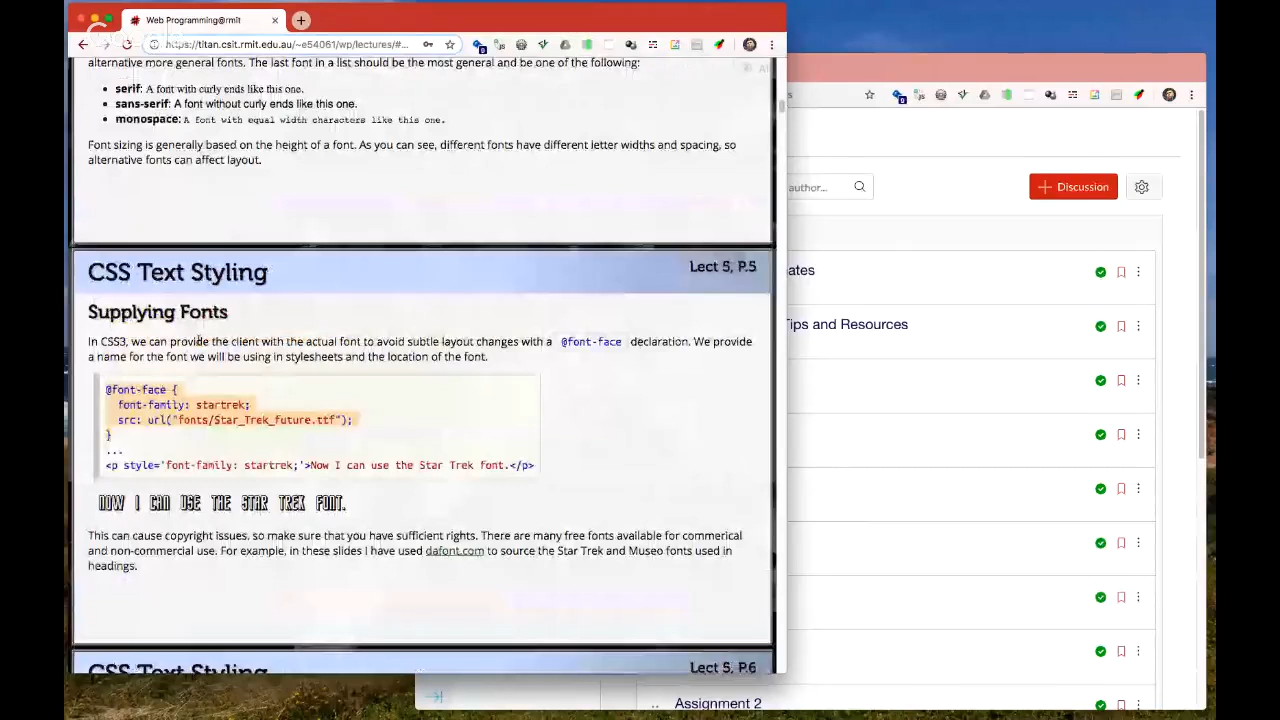 Web Programming@rmit
https://titan.csit.rmit.edu.au/~e54061/wp/lectures/#...
alternative more general fonts. The last font in a list should be the most general and be one of the following:
serif: A font with curly ends like this one.
sans-serif: A font without curly ends like this one.
monospace: A font with equal width characters like this one.
Font sizing is generally based on the height of a font. As you can see, different fonts have different letter widths and spacing, so
alternative fonts can affect layout.
CSS Text Styling
Lect 5, P.5
Supplying Fonts
In CSS3, we can provide the client with the actual font to avoid subtle layout changes with a @font-face declaration. We provide
a name for the font we will be using in stylesheets and the location of the font.
@font-face {
font-family: startrek;
src: url("fonts/Star_Trek_future.ttf");
}
...
<p style='font-family: startrek;'>Now I can use the Star Trek font.</p>
NOW I CAN USE THE STAR TREK FONT.
This can cause copyright issues, so make sure that you have sufficient rights. There are many free fonts available for commerical
and non-commercial use. For example, in these slides I have used dafont.com to source the Star Trek and Museo fonts used in
headings.
CSS Text Styling
Lect 5, P.6
author...
Discussion
ates
Tips and Resources
Assignment 2